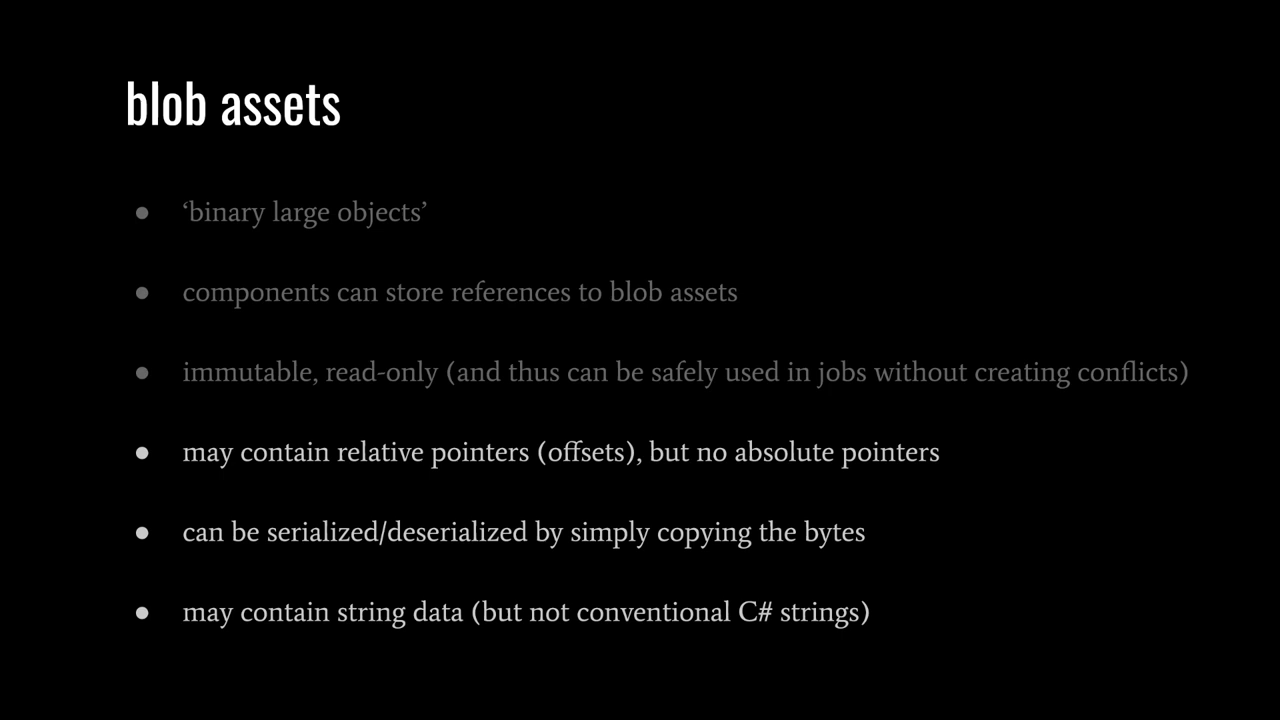 blob assets
● ‘binary large objects’
● components can store references to blob assets
● immutable, read-only (and thus can be safely used in jobs without creating conflicts)
● may contain relative pointers (offsets), but no absolute pointers
● can be serialized/deserialized by simply copying the bytes
● may contain string data (but not conventional C# strings)